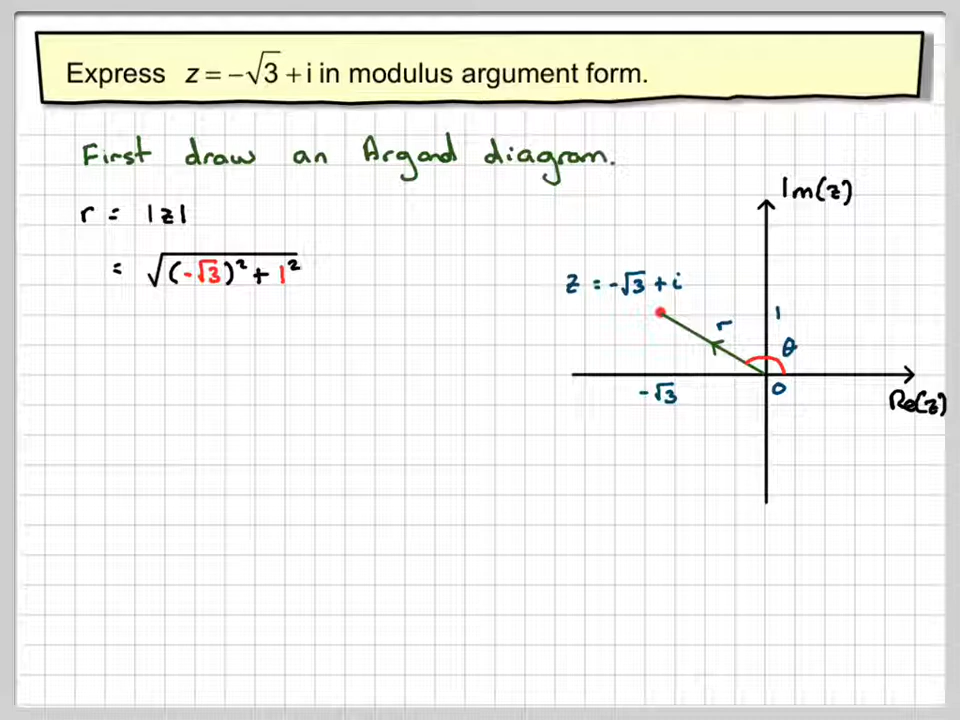 Express z = −√3 + i in modulus argument form.
First draw an Argand diagram.
r = |z|
= √((-√3)² + 1²)
Im(z)
z = -√3 + i
1
r
θ
-√3
0
Re(z)